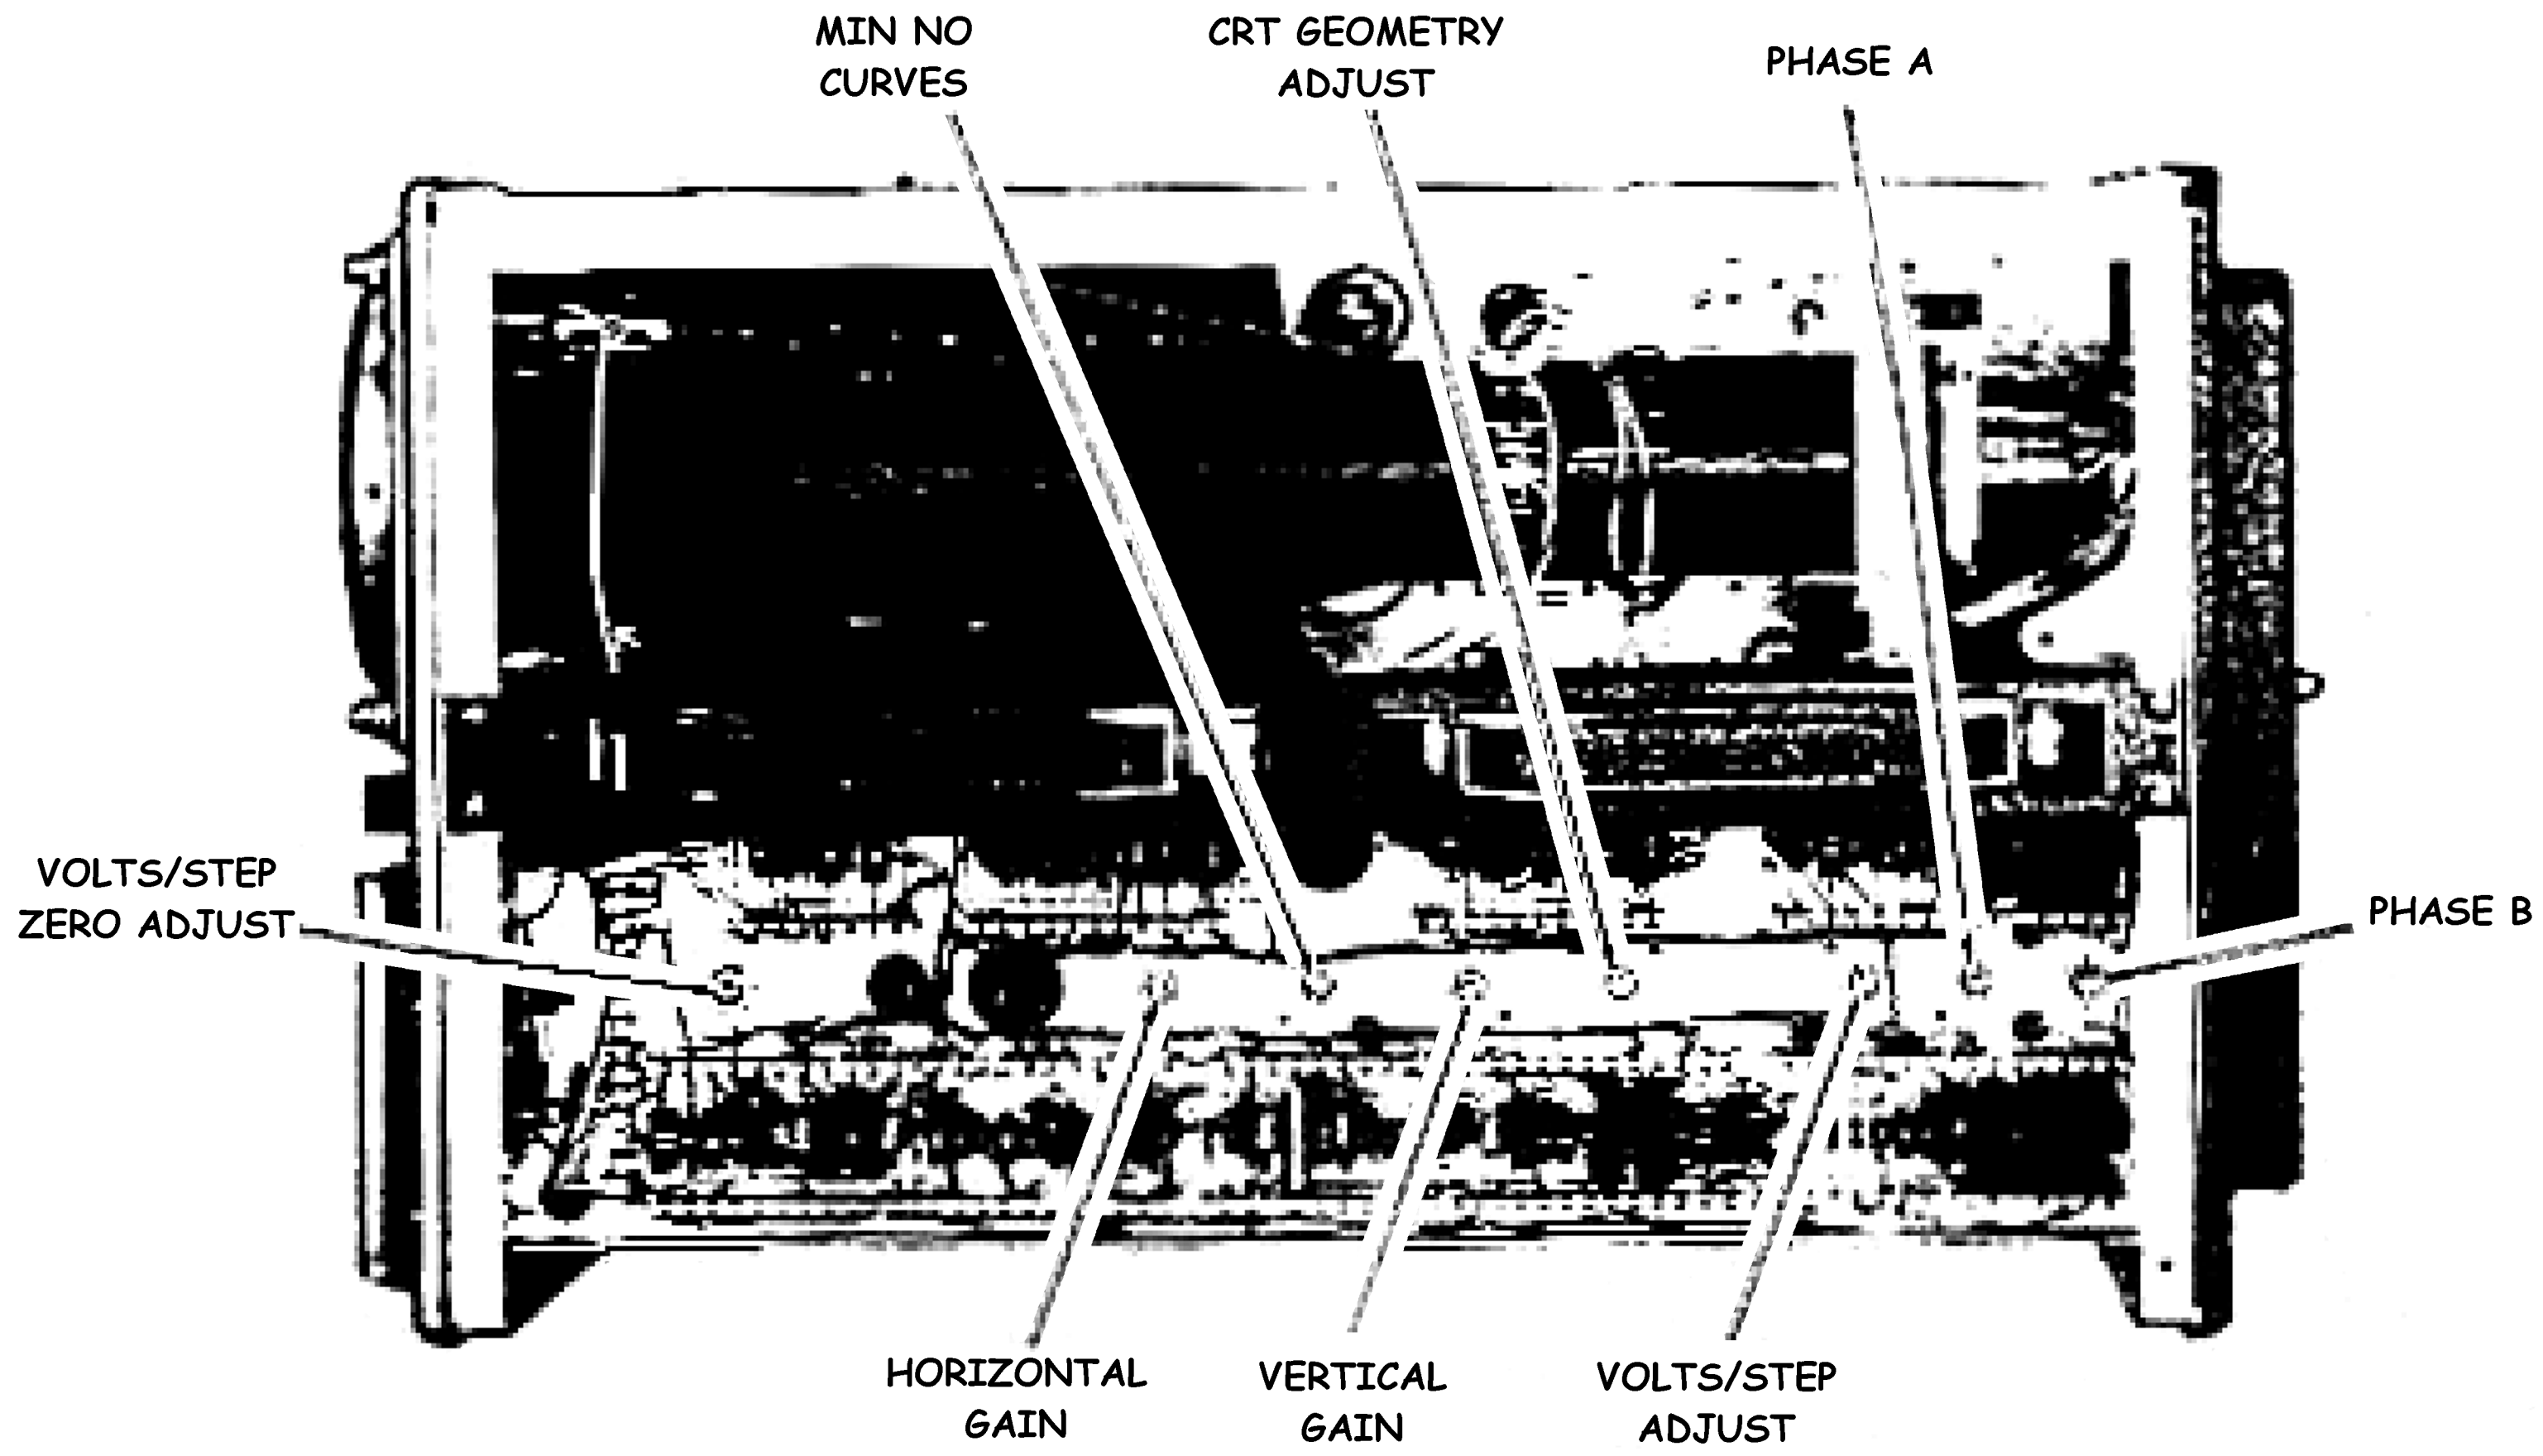 MIN NO
CURVES
CRT GEOMETRY
ADJUST
PHASE A
VOLTS/STEP
ZERO ADJUST
PHASE B
HORIZONTAL
GAIN
VERTICAL
GAIN
VOLTS/STEP
ADJUST